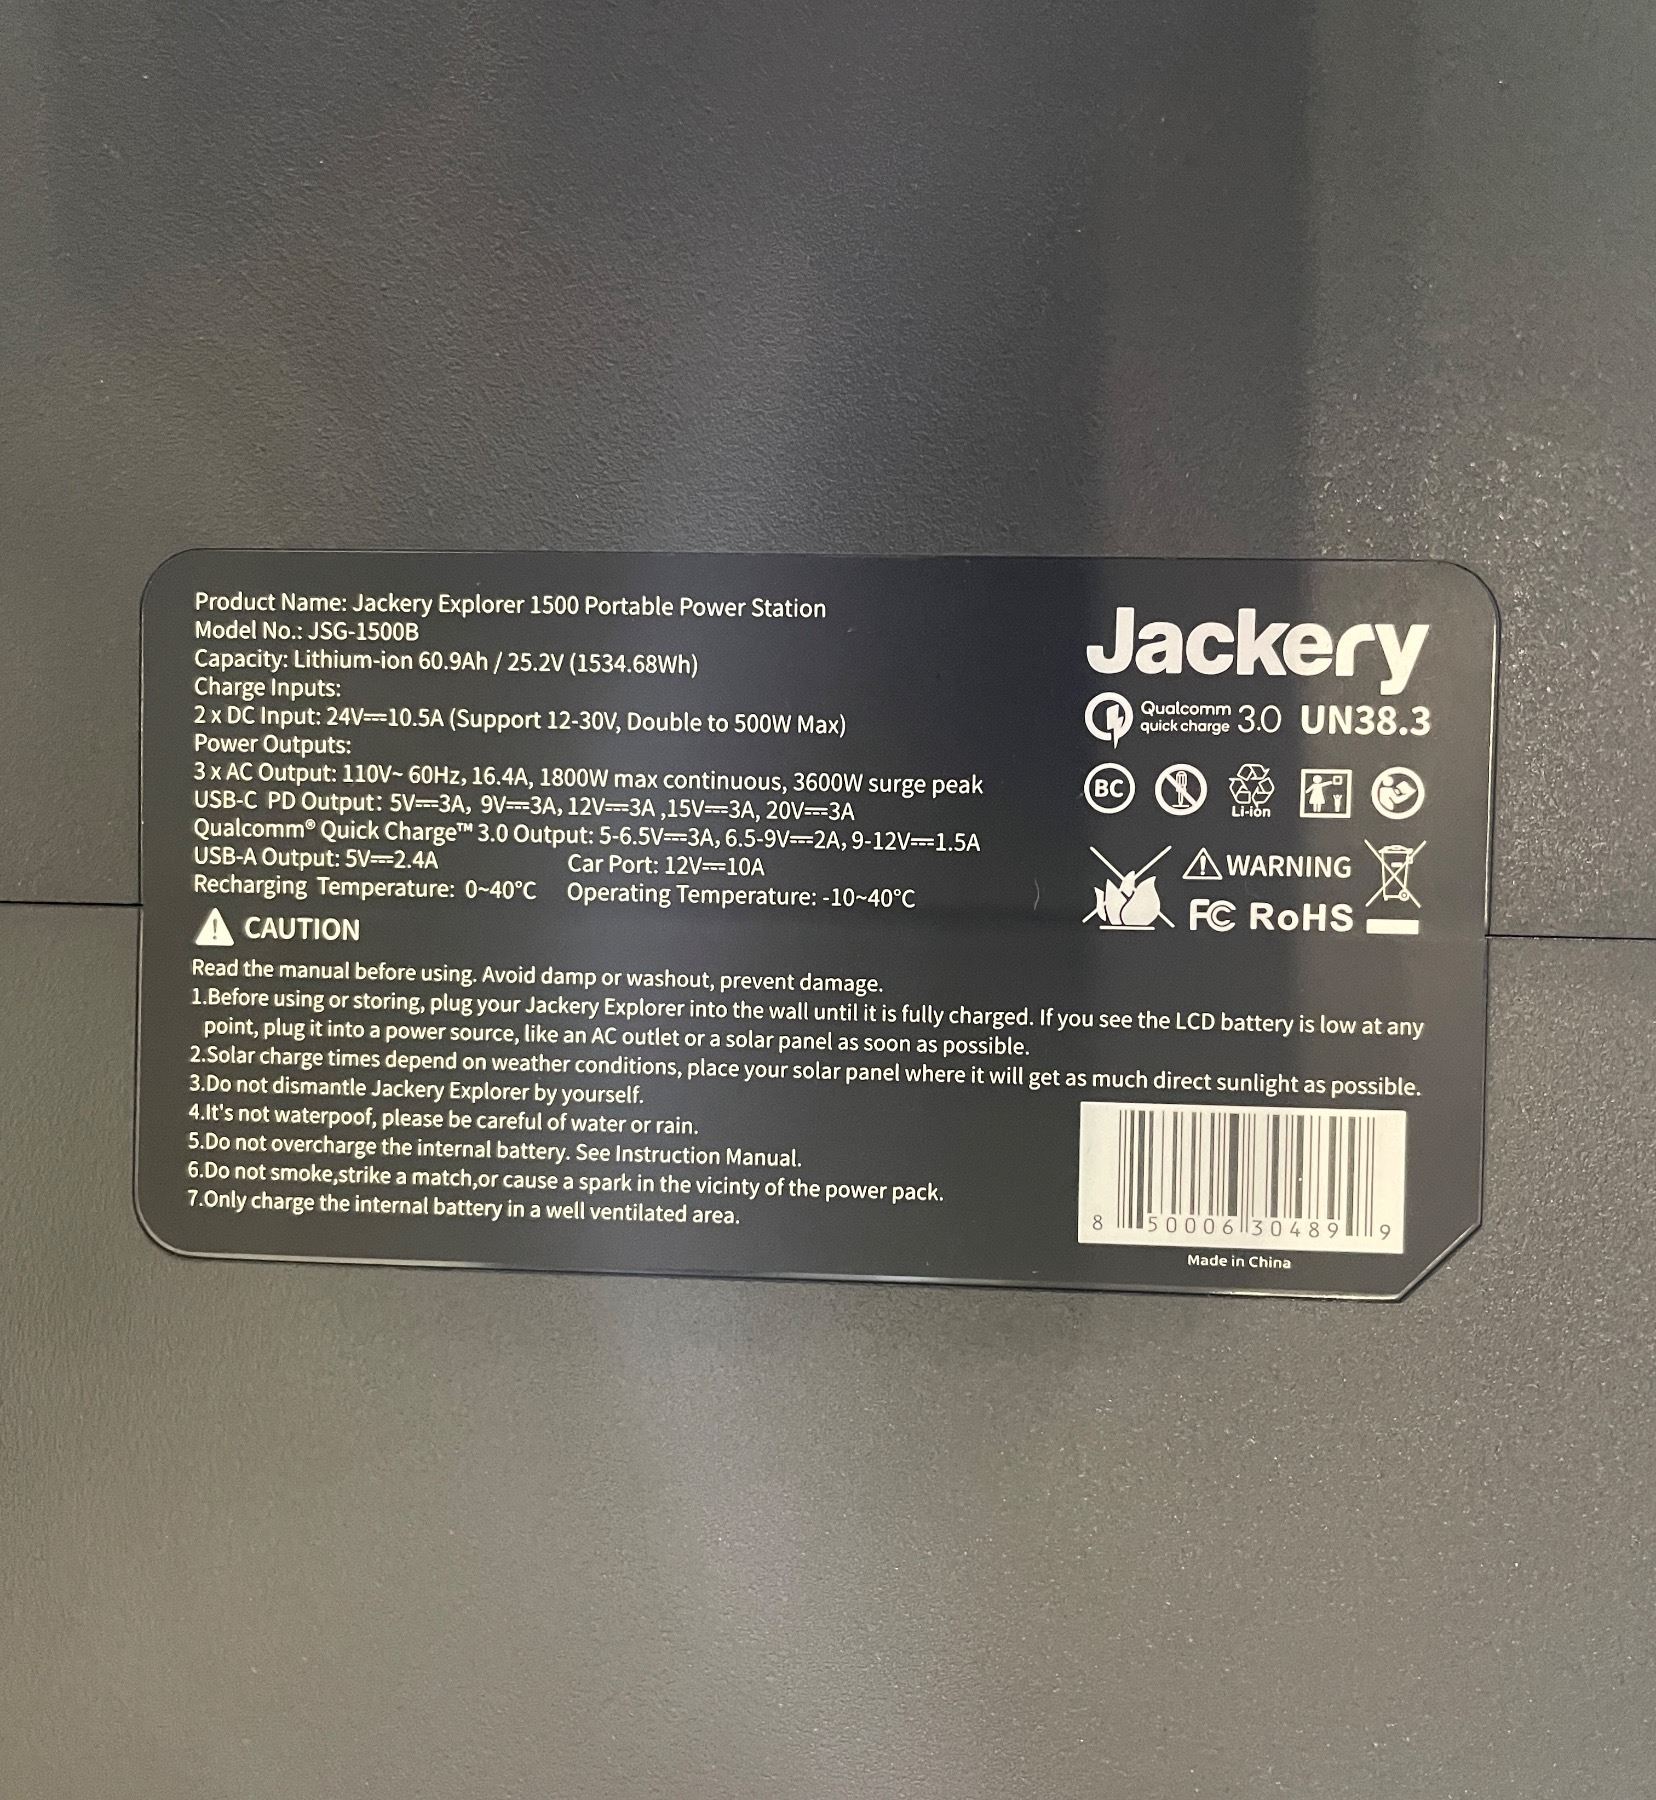 Product Name: Jackery Explorer 1500 Portable Power Station
Model No.: JSG-1500B
Capacity: Lithium-ion 60.9Ah / 25.2V (1534.68Wh)
Charge Inputs:
2 x DC Input: 24V⎓10.5A (Support 12-30V, Double to 500W Max)
Power Outputs:
3 x AC Output: 110V~ 60Hz, 16.4A, 1800W max continuous, 3600W surge peak
USB-C PD Output: 5V⎓3A, 9V⎓3A, 12V⎓3A ,15V⎓3A, 20V⎓3A
Qualcomm® Quick Charge™ 3.0 Output: 5-6.5V⎓3A, 6.5-9V⎓2A, 9-12V⎓1.5A
USB-A Output: 5V⎓2.4A Car Port: 12V⎓10A
Recharging Temperature: 0~40°C Operating Temperature: -10~40°C
CAUTION
Read the manual before using. Avoid damp or washout, prevent damage.
1.Before using or storing, plug your Jackery Explorer into the wall until it is fully charged. If you see the LCD battery is low at any
point, plug it into a power source, like an AC outlet or a solar panel as soon as possible.
2.Solar charge times depend on weather conditions, place your solar panel where it will get as much direct sunlight as possible.
3.Do not dismantle Jackery Explorer by yourself.
4.It's not waterpoof, please be careful of water or rain.
5.Do not overcharge the internal battery. See Instruction Manual.
6.Do not smoke,strike a match,or cause a spark in the vicinty of the power pack.
7.Only charge the internal battery in a well ventilated area.
Jackery
Qualcomm
quick charge 3.0 UN38.3
BC
Li-ion
WARNING
FC RoHS
8 50006 30489 9
Made in China